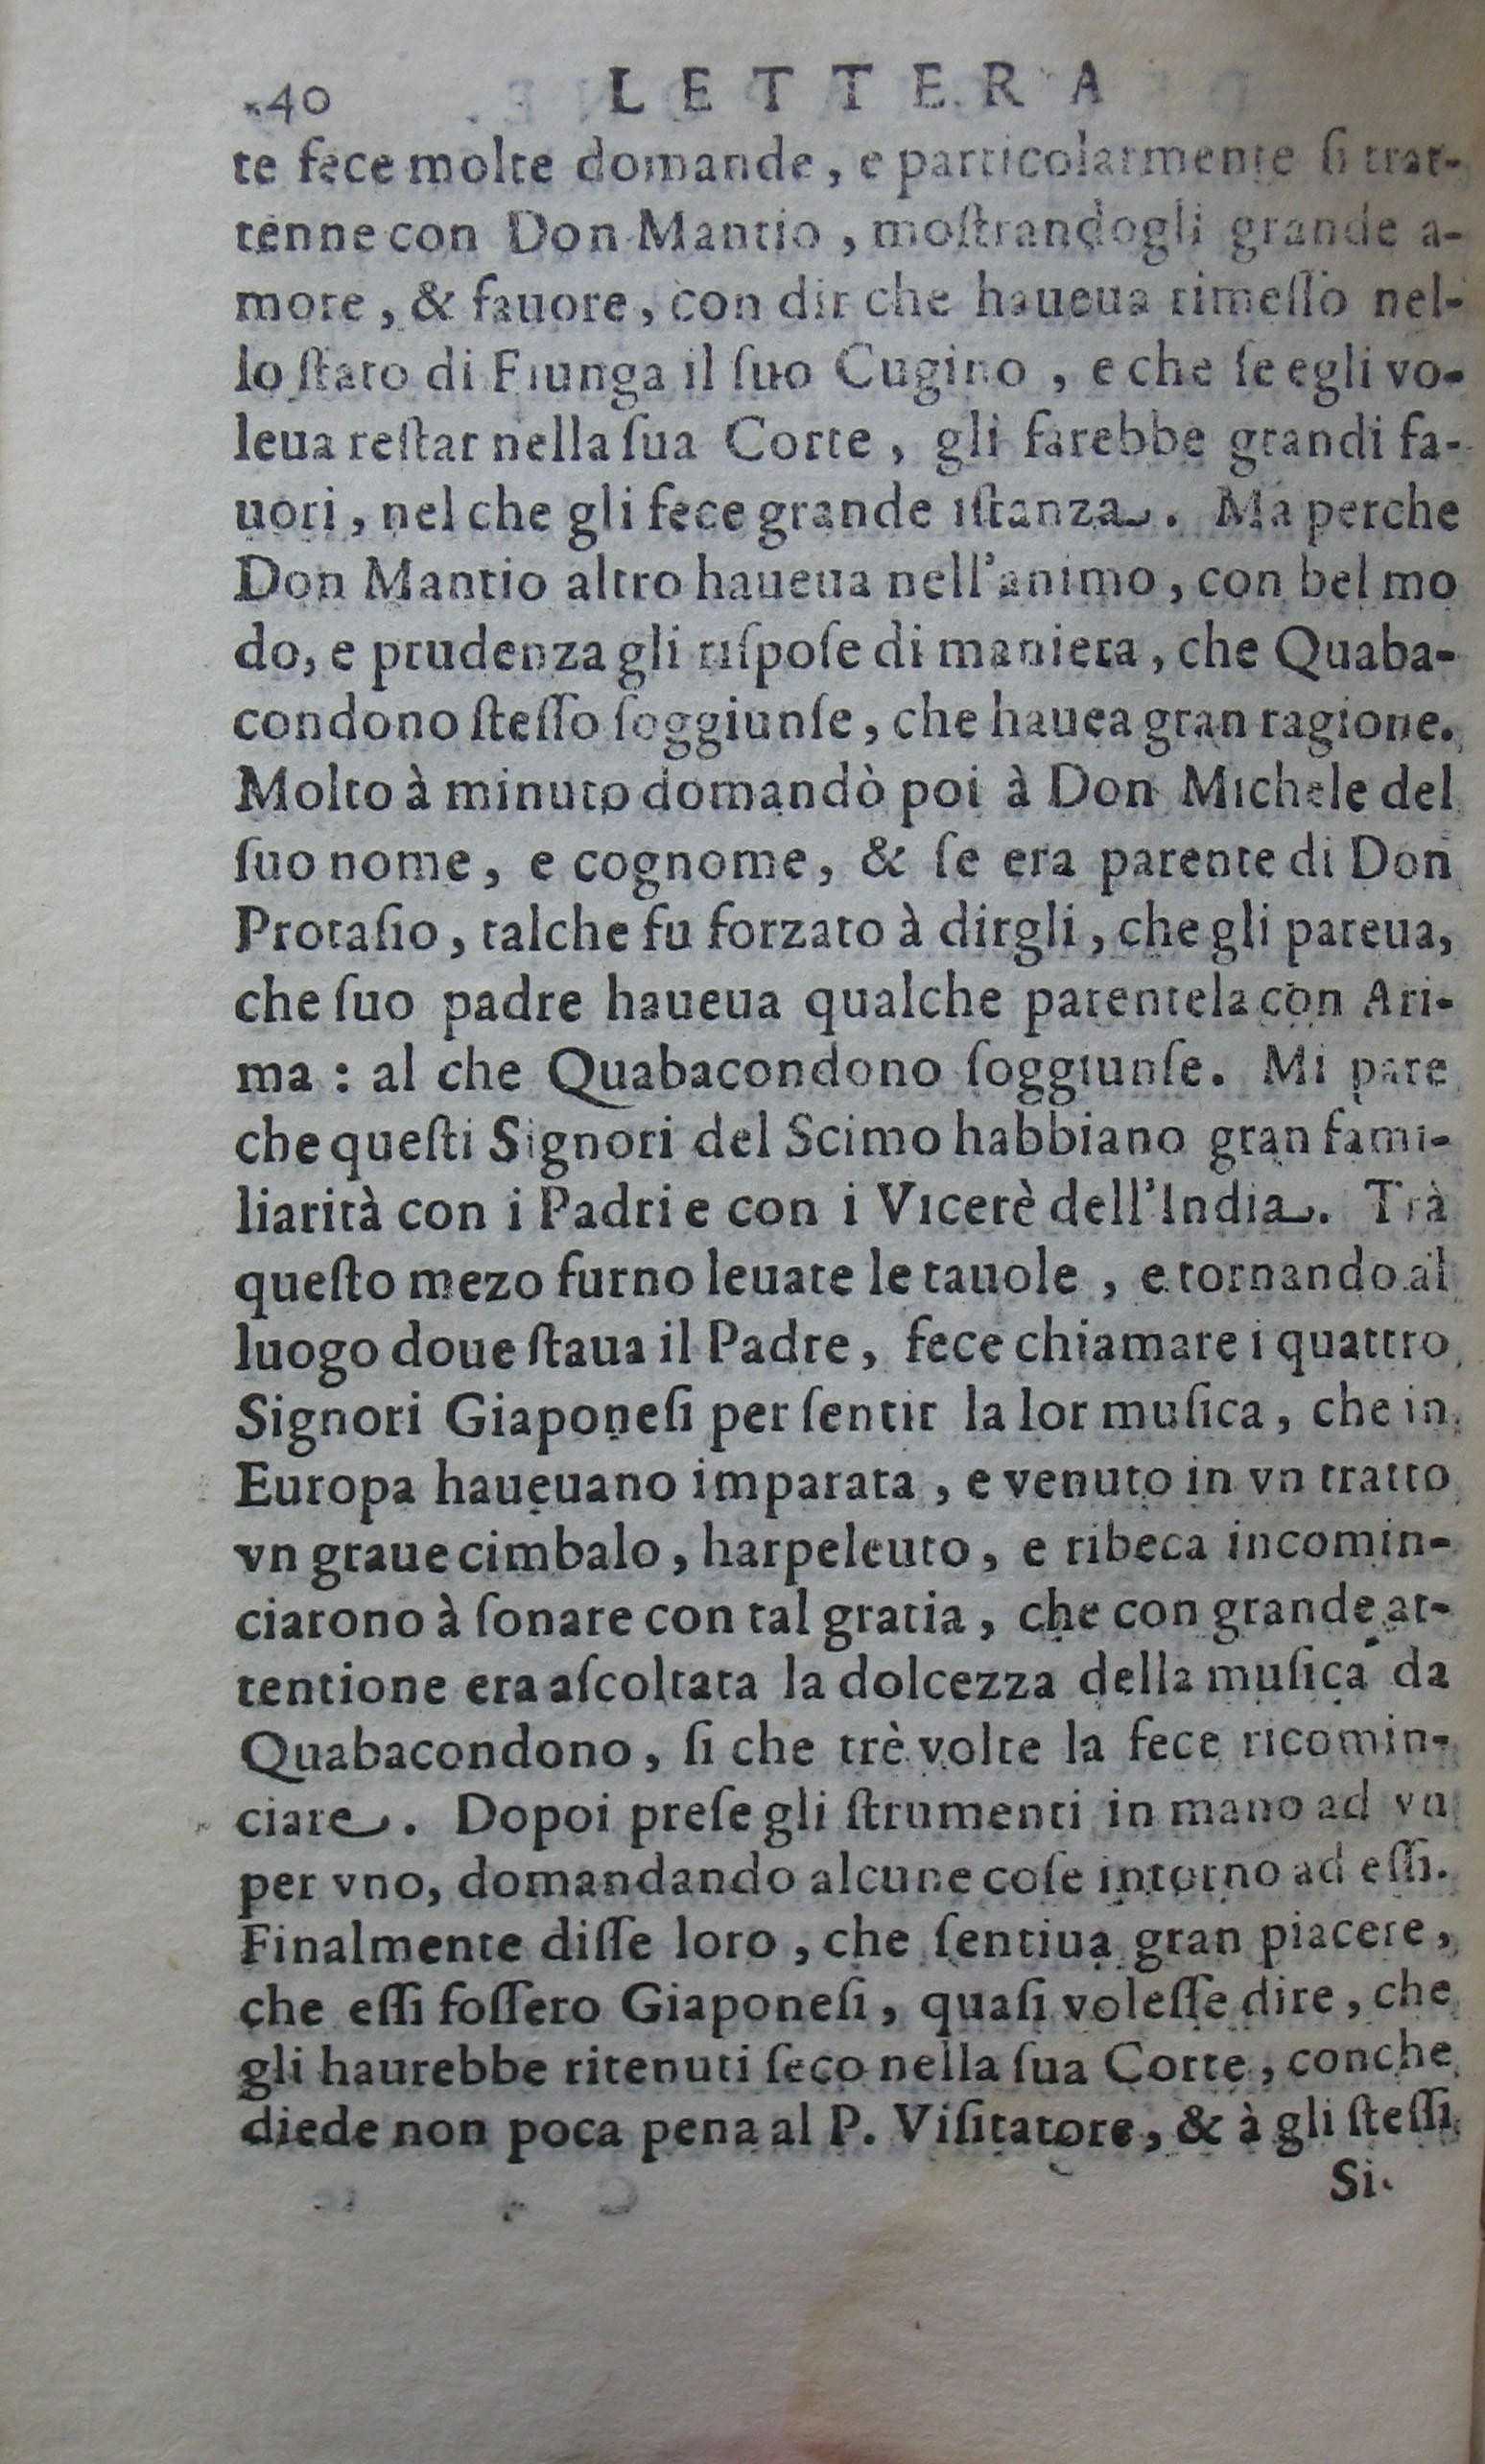 40 LETTERA
te fece molte domande, e particolarmente ſi trat-
tenne con Don Mantio, moſtrandogli grande a-
more, & fauore, con dir che haueua rimeſſo nel-
lo ſtato di Fiunga il ſuo Cugino, e che ſe egli vo-
leua reſtar nella ſua Corte, gli farebbe grandi fa-
uori, nel che gli fece grande iſtanza. Ma perche
Don Mantio altro haueua nell'animo, con bel mo
do, e prudenza gli riſpoſe di maniera, che Quaba-
condono ſteſſo ſoggiunſe, che hauea gran ragione.
Molto à minuto domandò poi à Don Michele del
ſuo nome, e cognome, & ſe era parente di Don
Protaſio, talche fu forzato à dirgli, che gli pareua,
che ſuo padre haueua qualche parentela con Ari-
ma : al che Quabacondono ſoggiunſe. Mi pare
che queſti Signori del Scimo habbiano gran fami-
liarità con i Padri e con i Vicerè dell'India. Trà
queſto mezo furno leuate le tauole, e tornando al
luogo doue ſtaua il Padre, fece chiamare i quattro
Signori Giaponeſi per ſentir la lor muſica, che in
Europa haueuano imparata, e venuto in vn tratto
vn graue cimbalo, harpeleuto, e ribeca incomin-
ciarono à ſonare con tal gratia, che con grande at-
tentione era aſcoltata la dolcezza della muſica da
Quabacondono, ſi che trè volte la fece ricomin-
ciare. Dopoi preſe gli ſtrumenti in mano ad vn
per vno, domandando alcune coſe intorno ad eſſi.
Finalmente diſſe loro, che ſentiua gran piacere,
che eſſi foſſero Giaponeſi, quaſi voleſſe dire, che
gli haurebbe ritenuti ſeco nella ſua Corte, conche
diede non poca pena al P. Viſitatore, & à gli ſteſſi
Si-